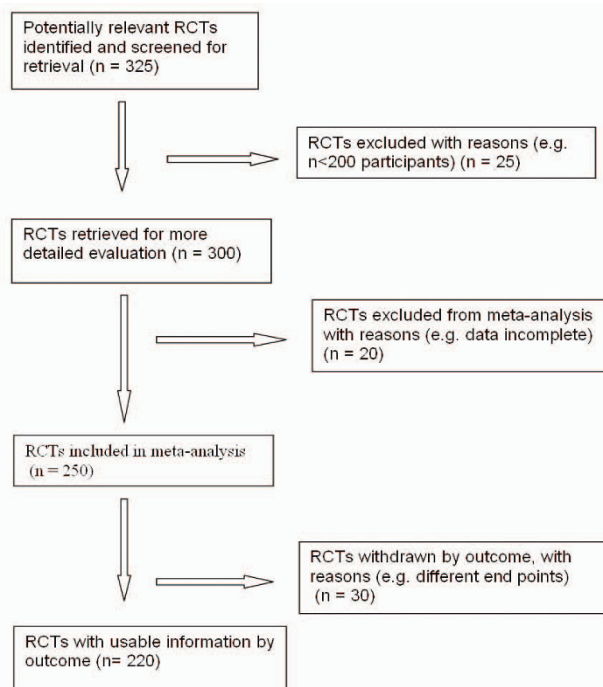 Potentially relevant RCTs
identified and screened for
retrieval (n = 325)
RCTs excluded with reasons (e.g.
n<200 participants) (n = 25)
RCTs retrieved for more
detailed evaluation (n = 300)
RCTs excluded from meta-analysis
with reasons (e.g. data incomplete)
(n = 20)
RCTs included in meta-analysis
(n = 250)
RCTs withdrawn by outcome, with
reasons (e.g. different end points)
(n = 30)
RCTs with usable information by
outcome (n= 220)